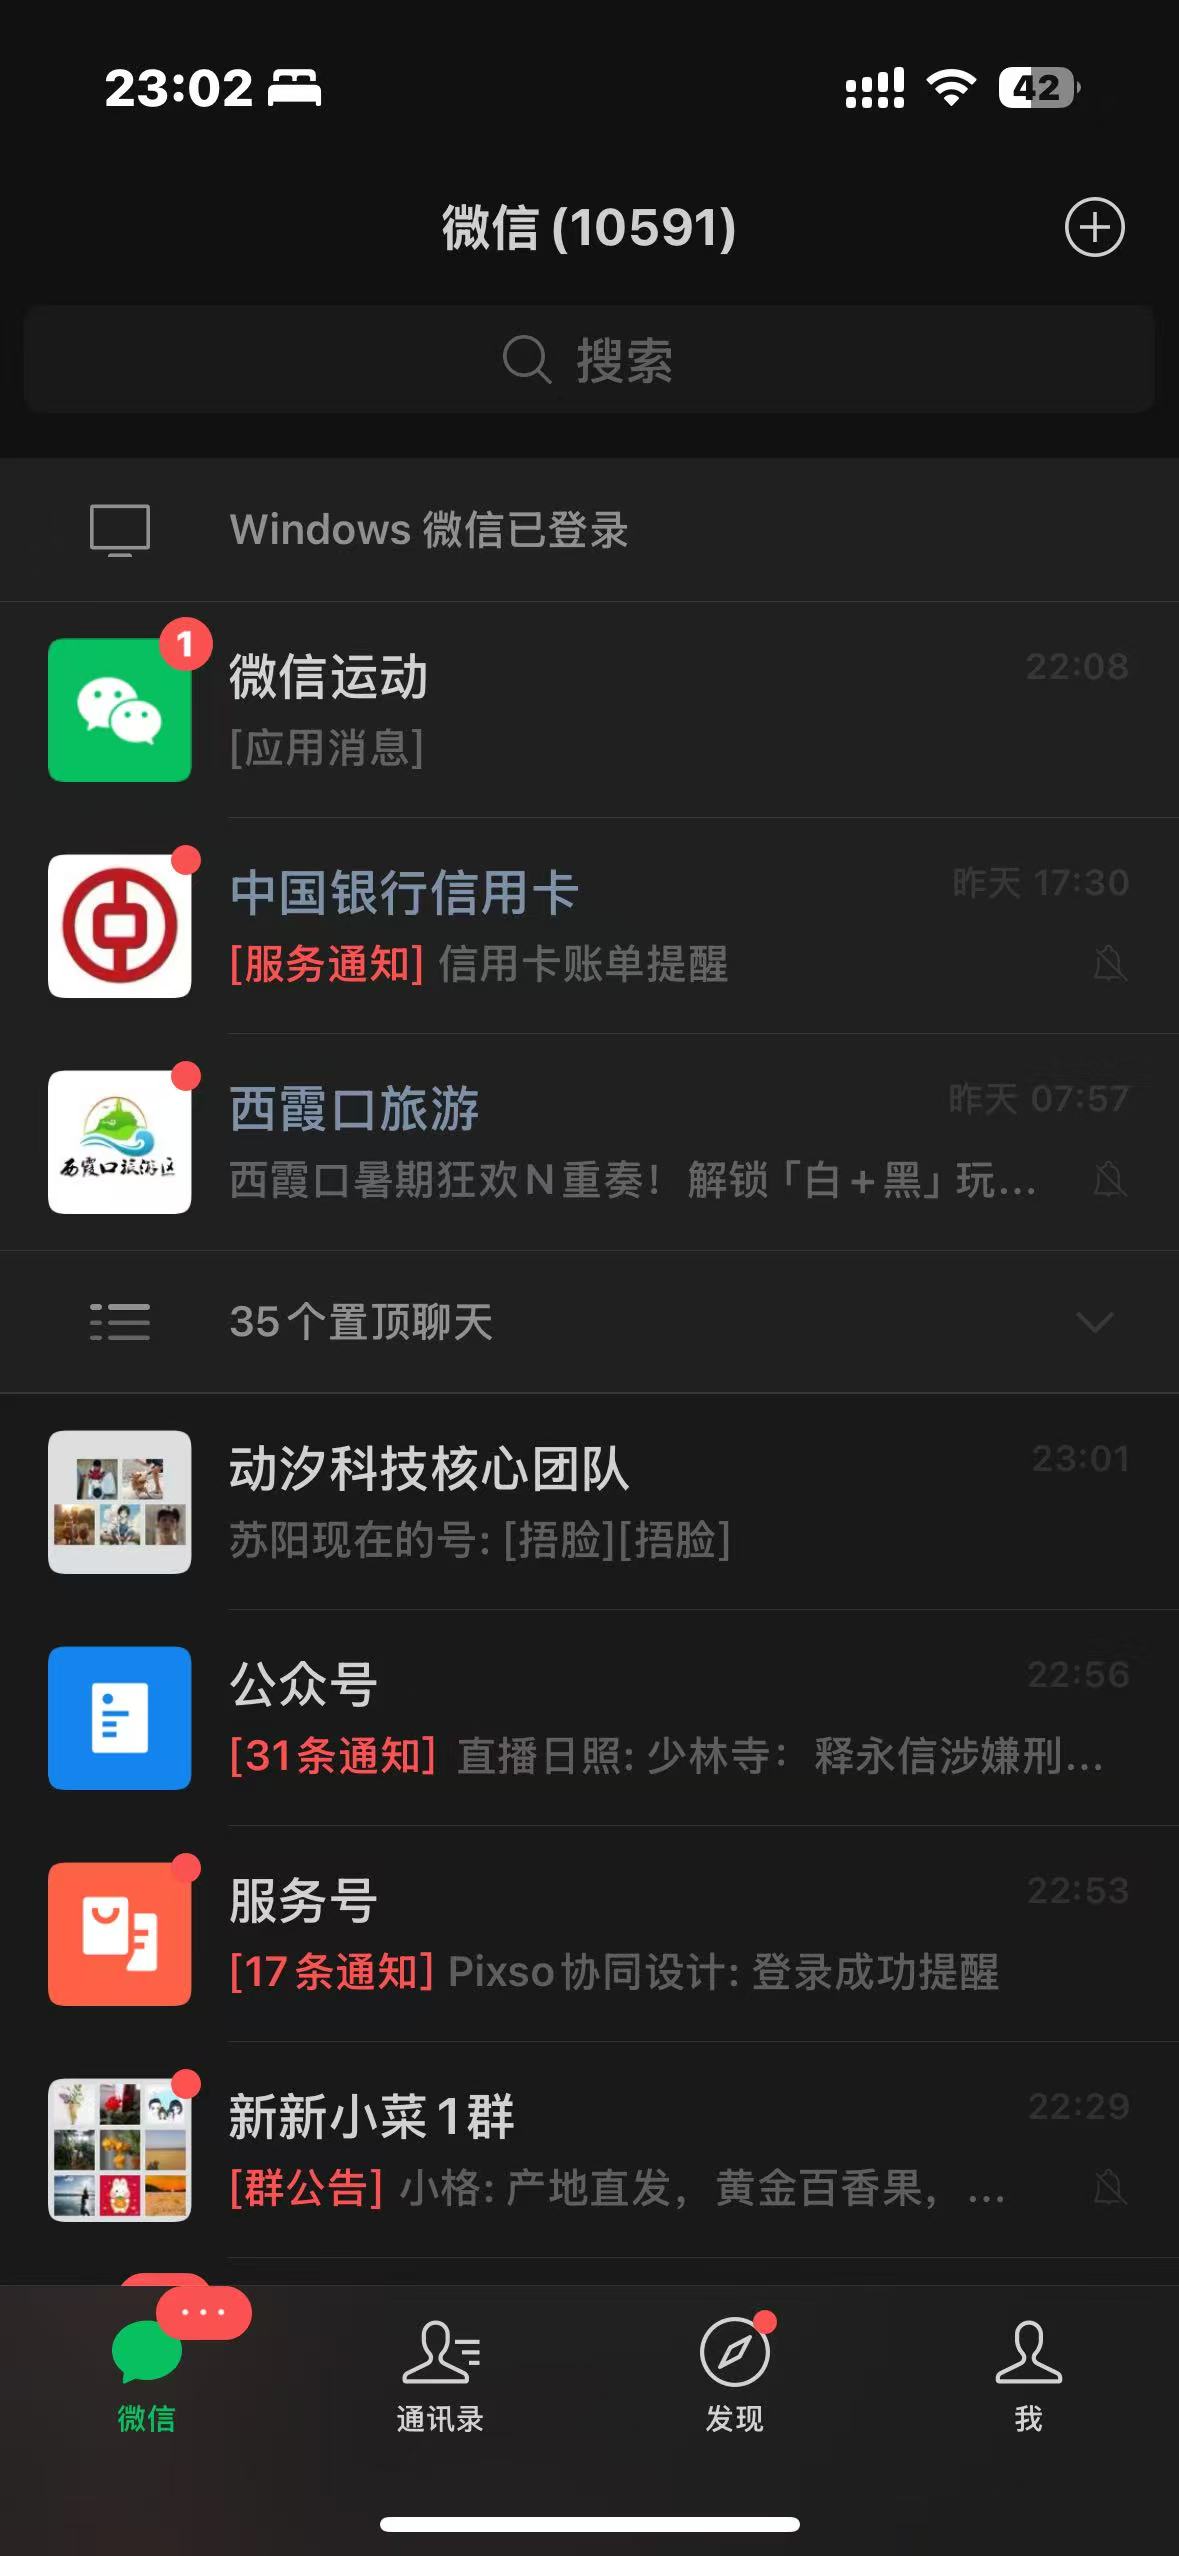 23:02
42
微信(10591)
搜索
Windows 微信已登录
1
微信运动
22:08
[应用消息]
中国银行信用卡
昨天 17:30
[服务通知] 信用卡账单提醒
西霞口旅游区
西霞口旅游
昨天 07:57
西霞口暑期狂欢N重奏！解锁「白+黑」玩...
35个置顶聊天
动汐科技核心团队
23:01
苏阳现在的号: [捂脸][捂脸]
公众号
22:56
[31条通知] 直播日照: 少林寺：释永信涉嫌刑...
服务号
22:53
[17条通知] Pixso协同设计: 登录成功提醒
新新小菜1群
22:29
[群公告] 小格: 产地直发，黄金百香果，...
...
微信
通讯录
发现
我